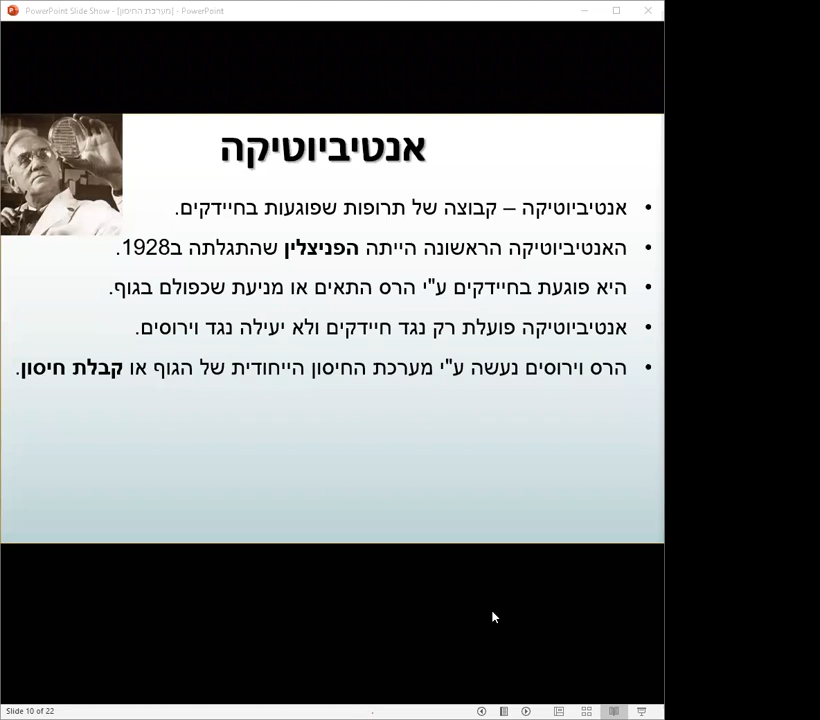 PowerPoint Slide Show - [מערכת החיסון] - PowerPoint
אנטיביוטיקה
• אנטיביוטיקה – קבוצה של תרופות שפוגעות בחיידקים.
• האנטיביוטיקה הראשונה הייתה הפניצלין שהתגלתה ב1928.
• היא פוגעת בחיידקים ע"י הרס התאים או מניעת שכפולם בגוף.
• אנטיביוטיקה פועלת רק נגד חיידקים ולא יעילה נגד וירוסים.
• הרס וירוסים נעשה ע"י מערכת החיסון הייחודית של הגוף או קבלת חיסון.
Slide 10 of 22